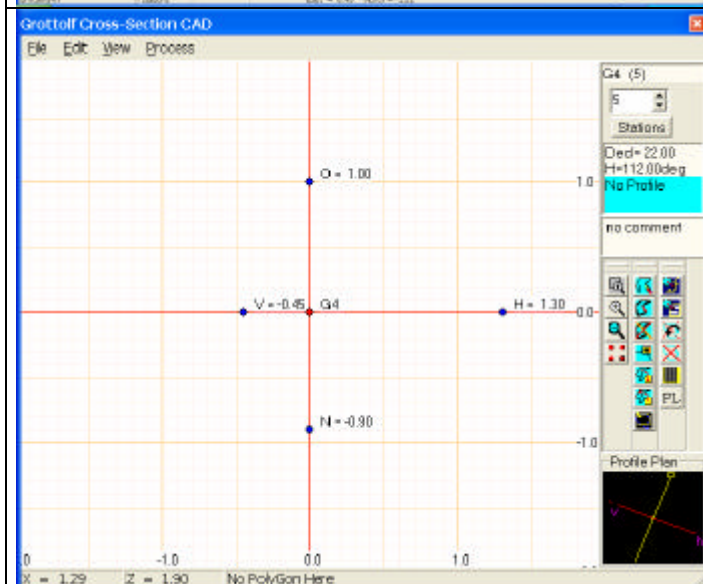 Grottolf Cross-Section CAD
File Edit View Process
G4 (5)
5
Stations
Decl= 22.00
H=112.00deg
No Profile
no comment
O = 1.00
1.0
V = -0.45 G4 H = 1.30 0.0
N = -0.90
-1.0
PL
Profile Plan
V
-1.0 0.0 1.0
X = 1.29 Z = 1.90 No PolyGon Here